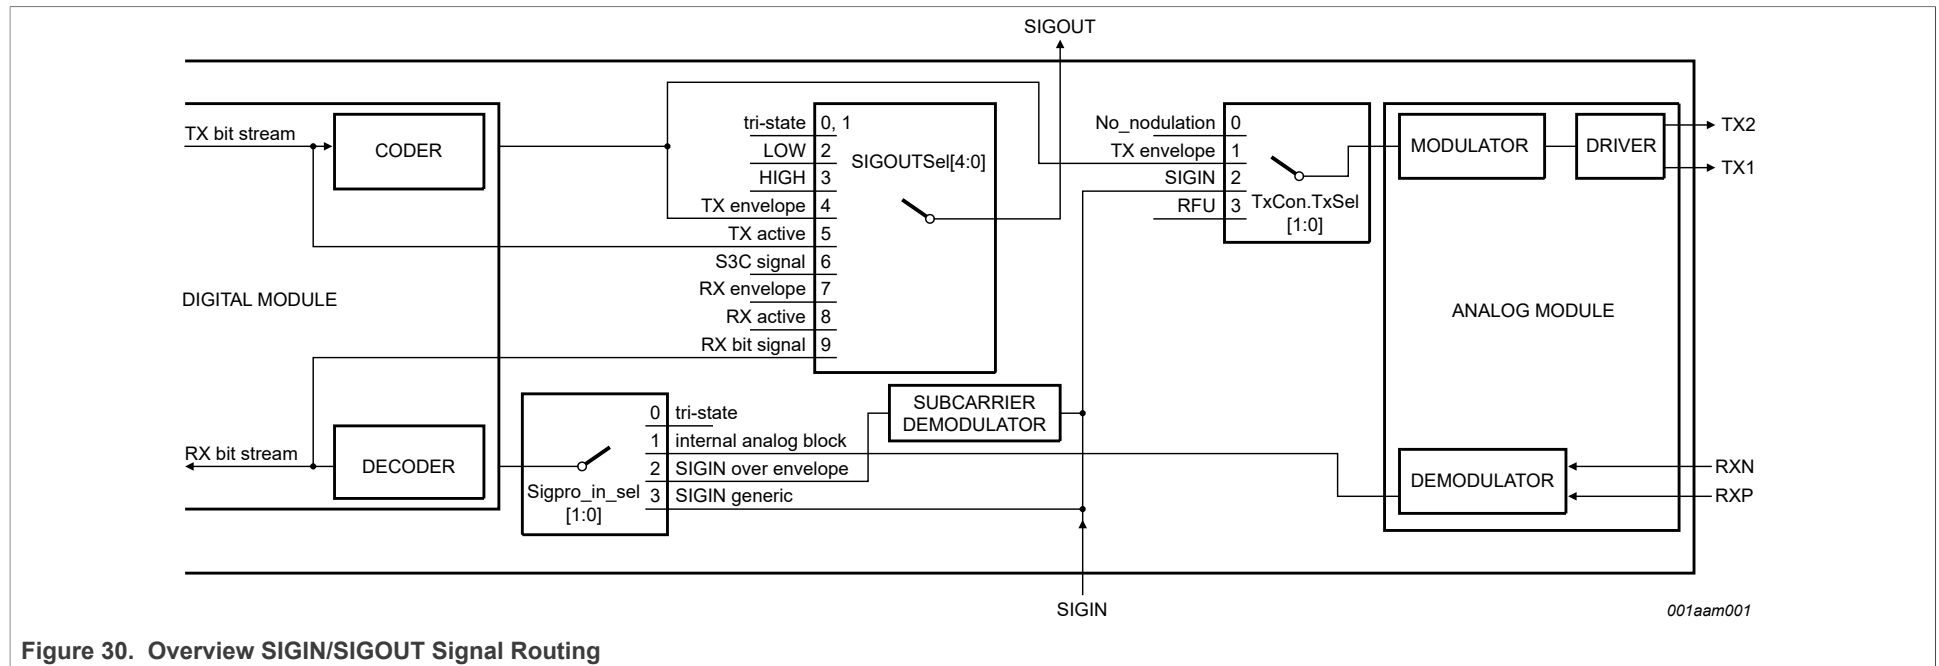 SIGOUT
TX bit stream
CODER
tri-state 0, 1
LOW 2
HIGH 3
TX envelope 4
TX active 5
S3C signal 6
RX envelope 7
RX active 8
RX bit signal 9
SIGOUTSel[4:0]
No_nodulation 0
TX envelope 1
SIGIN 2
RFU 3
TxCon.TxSel
[1:0]
MODULATOR
DRIVER
TX2
TX1
DIGITAL MODULE
ANALOG MODULE
SUBCARRIER
DEMODULATOR
0 tri-state
1 internal analog block
2 SIGIN over envelope
3 SIGIN generic
Sigpro_in_sel
[1:0]
RX bit stream
DECODER
DEMODULATOR
RXN
RXP
SIGIN
001aam001
Figure 30. Overview SIGIN/SIGOUT Signal Routing